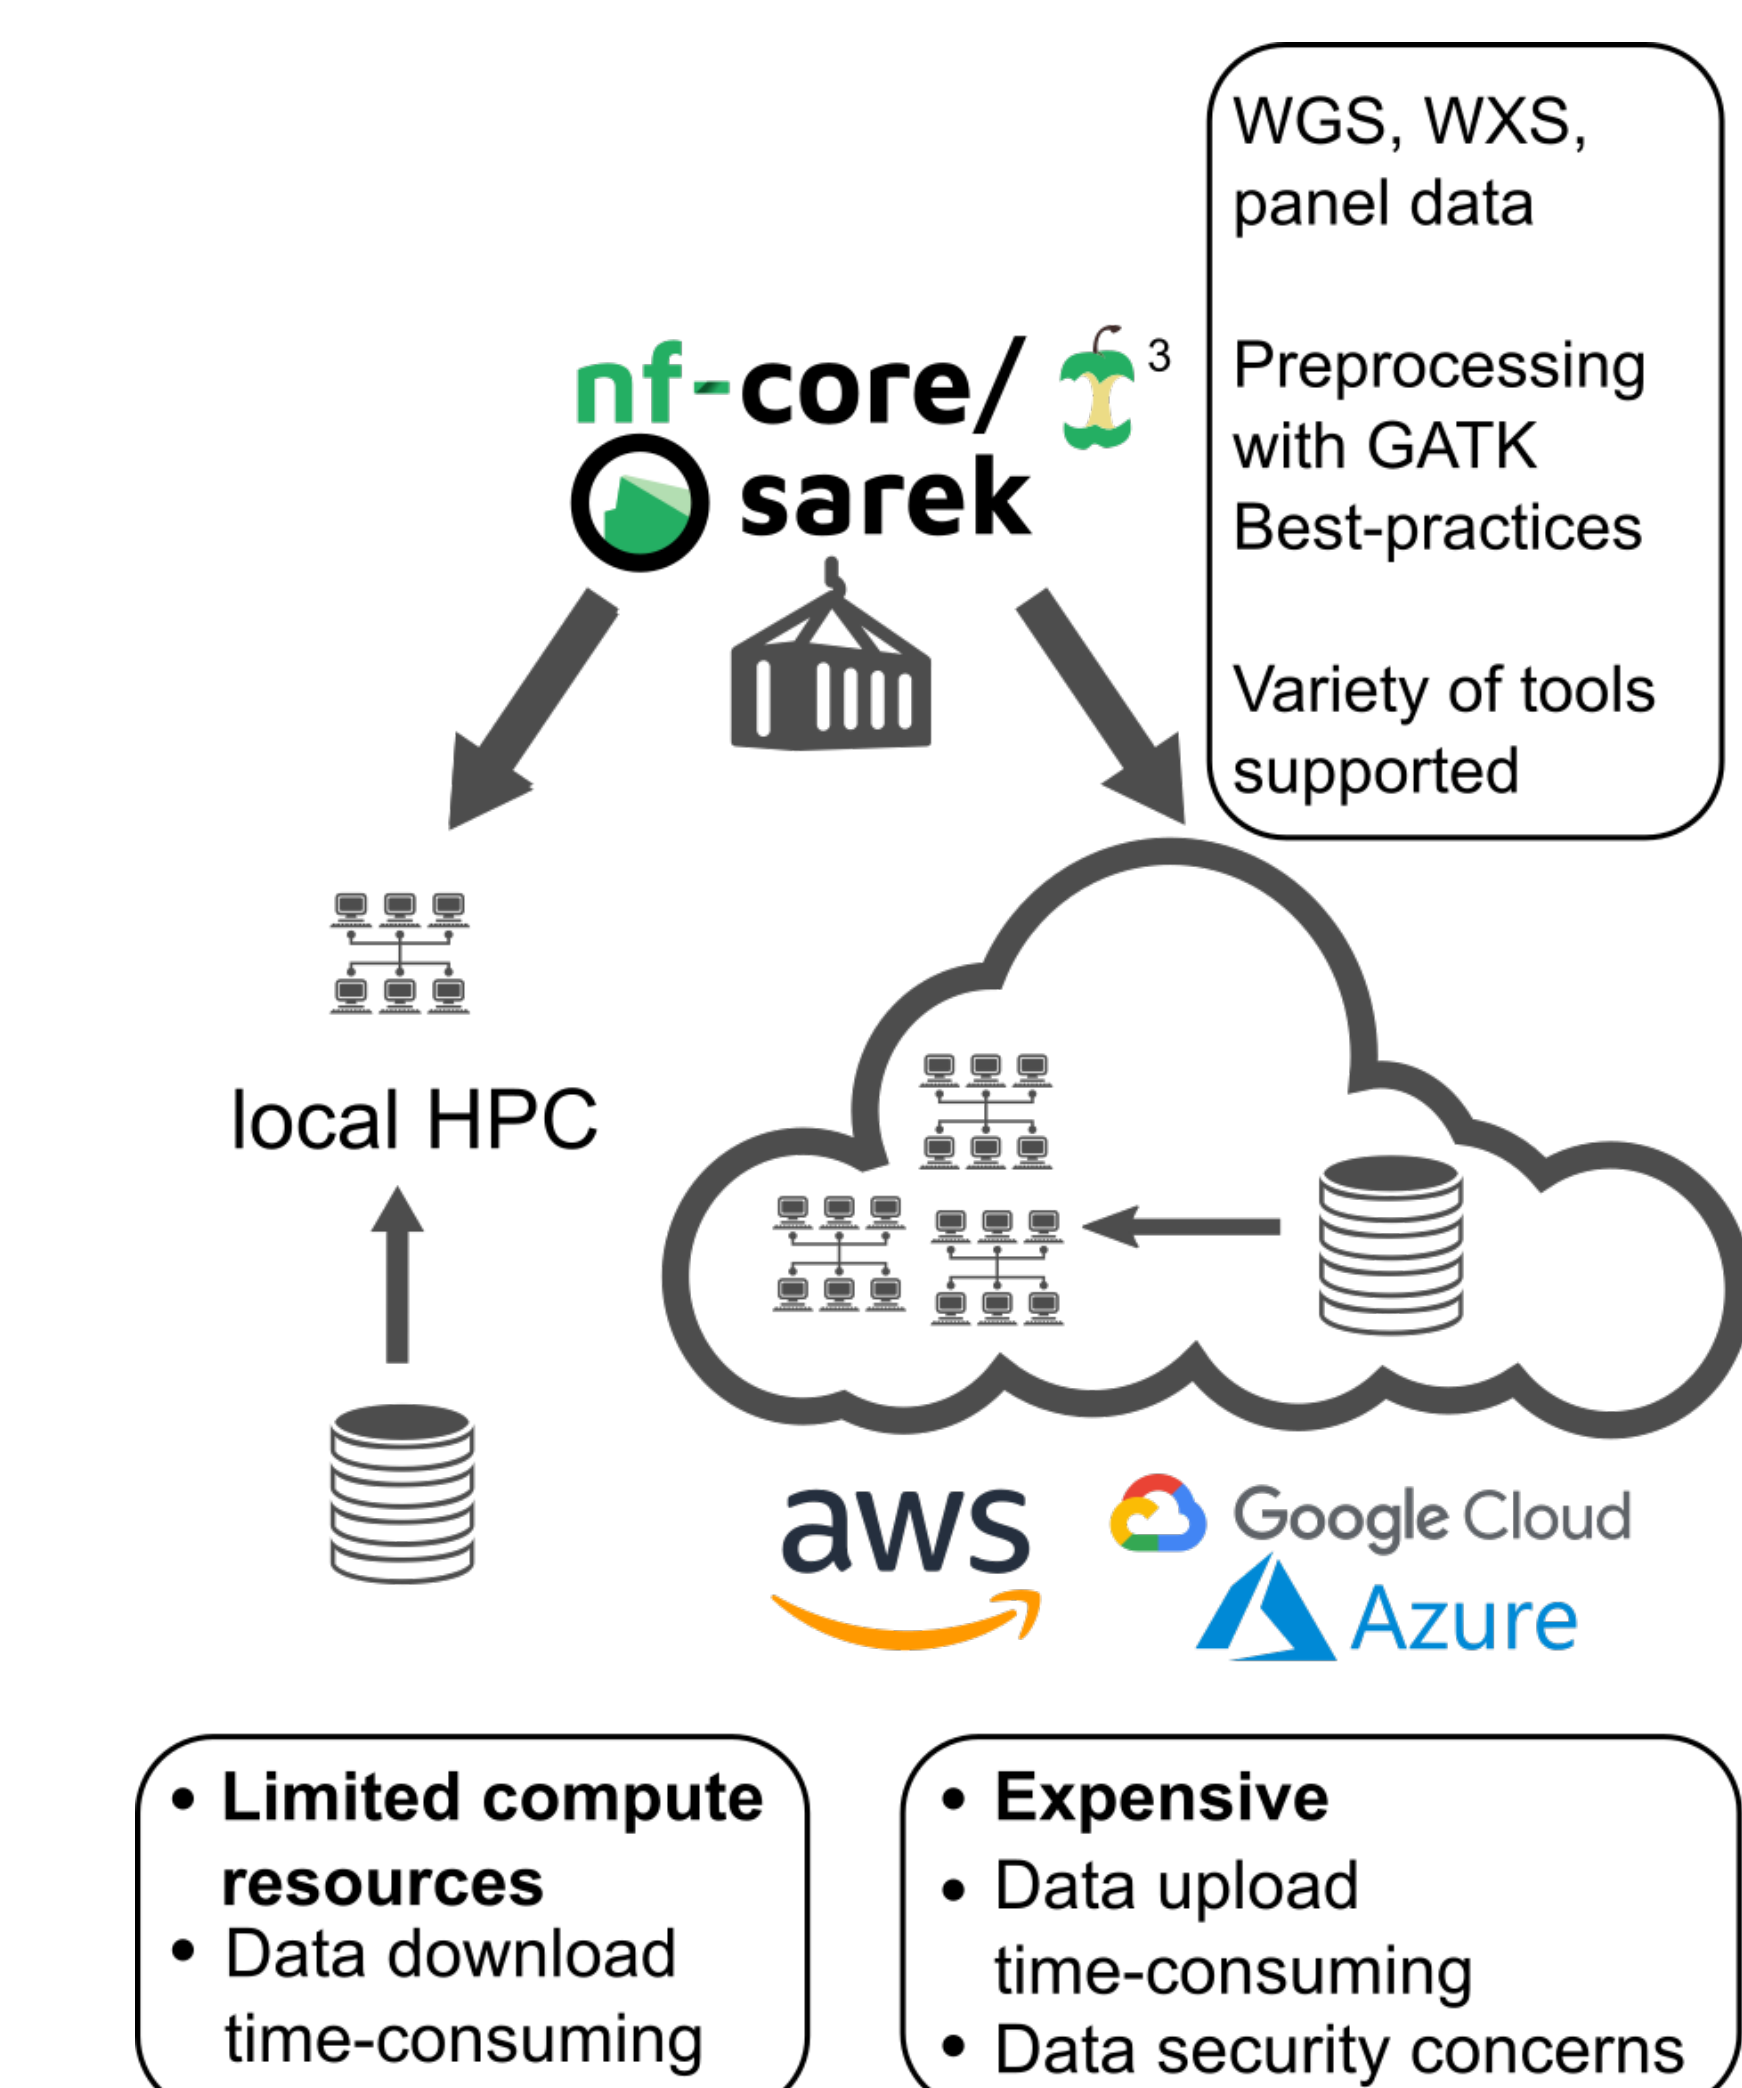 WGS, WXS,
panel data
Preprocessing
with GATK
Best-practices
Variety of tools
supported
nf-core/ 3
sarek
local HPC
aws
Google Cloud
Azure
• Limited compute
resources
• Data download
time-consuming
• Expensive
• Data upload
time-consuming
• Data security concerns